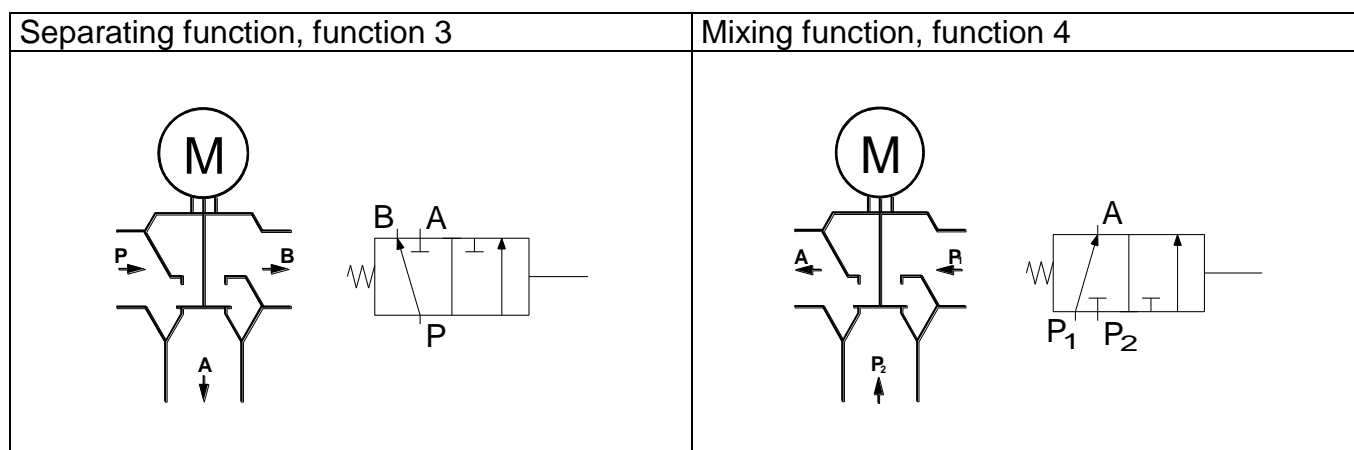 Separating function, function 3
M
B A
P B
P
A
Mixing function, function 4
M
A
A P₁
P₁ P₂
P₂